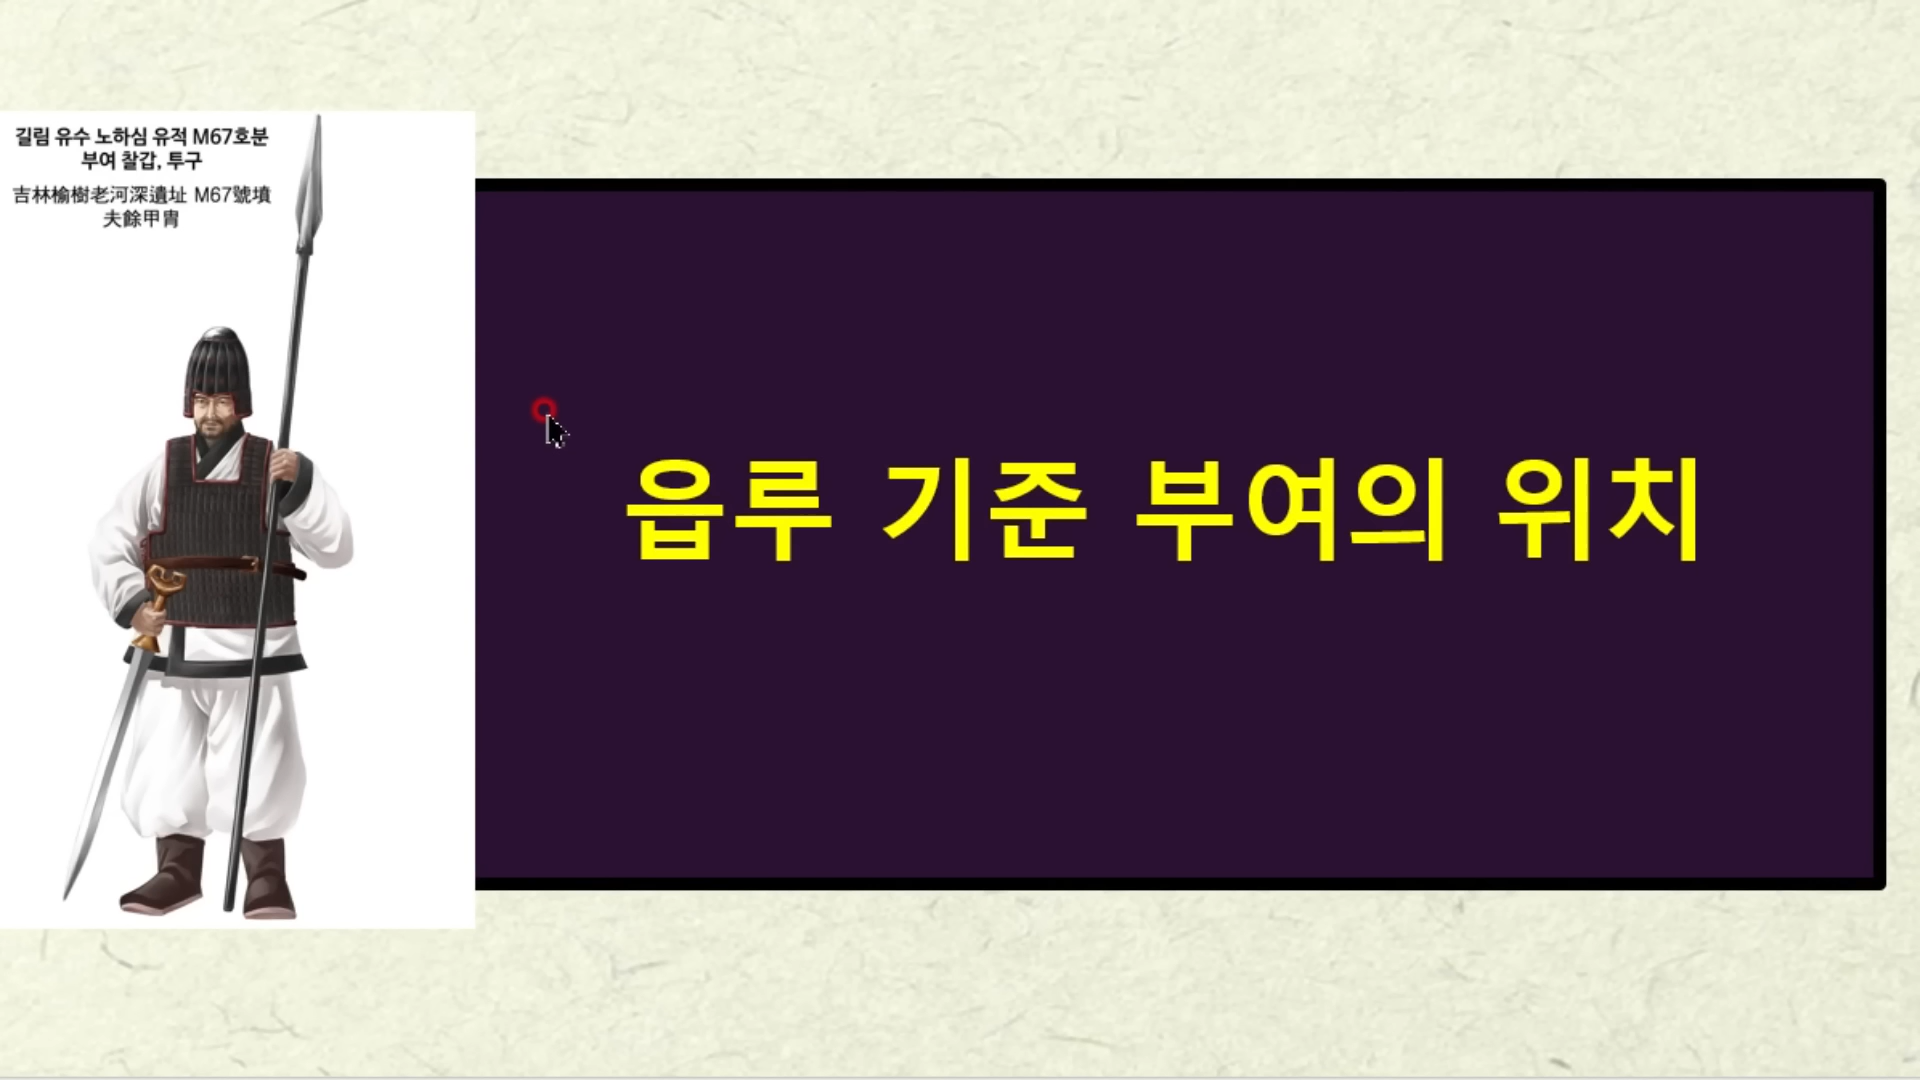 길림 유수 노하심 유적 M67호분
부여 찰갑, 투구
吉林榆樹老河深遺址 M67號墳
夫餘甲冑
읍루 기준 부여의 위치